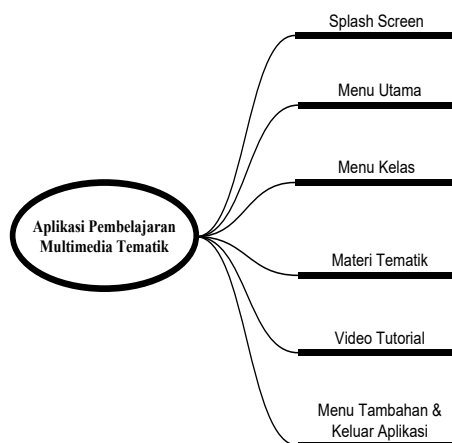 Splash Screen
Menu Utama
Menu Kelas
Aplikasi Pembelajaran
Multimedia Tematik
Materi Tematik
Video Tutorial
Menu Tambahan &
Keluar Aplikasi